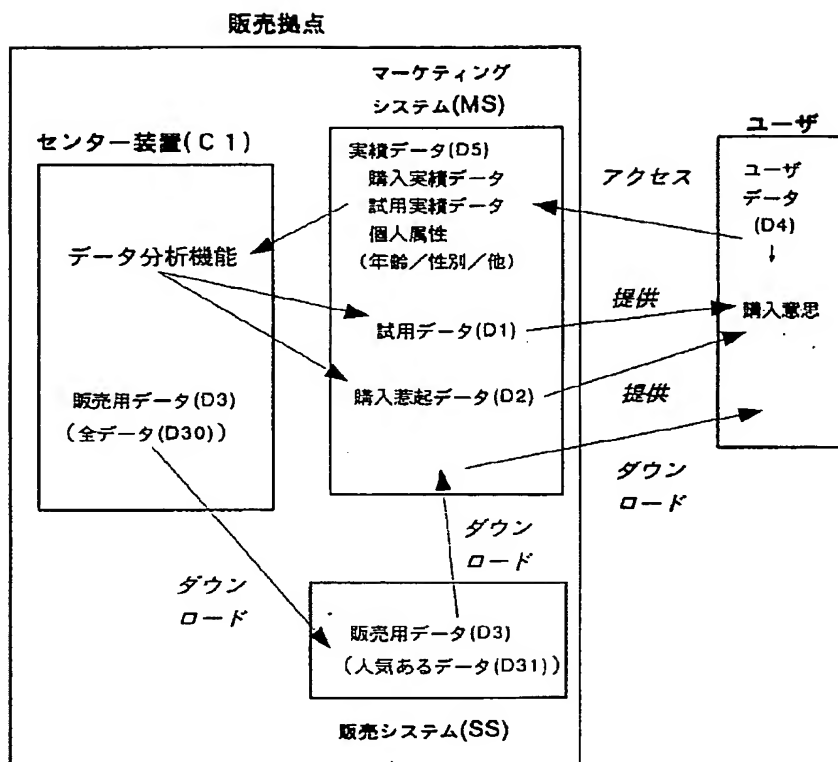 販売拠点
マーケティング
システム(MS)
センター装置(C1)
ユーザ
実績データ(D5)
購入実績データ
試用実績データ
個人属性
(年齢／性別／他)
アクセス
ユーザ
データ
(D4)
↓
データ分析機能
提供
購入意思
試用データ(D1)
販売用データ(D3)
(全データ(D30))
購入惹起データ(D2)
提供
ダウン
ロード
ダウン
ロード
ダウン
ロード
販売用データ(D3)
(人気あるデータ(D31))
販売システム(SS)